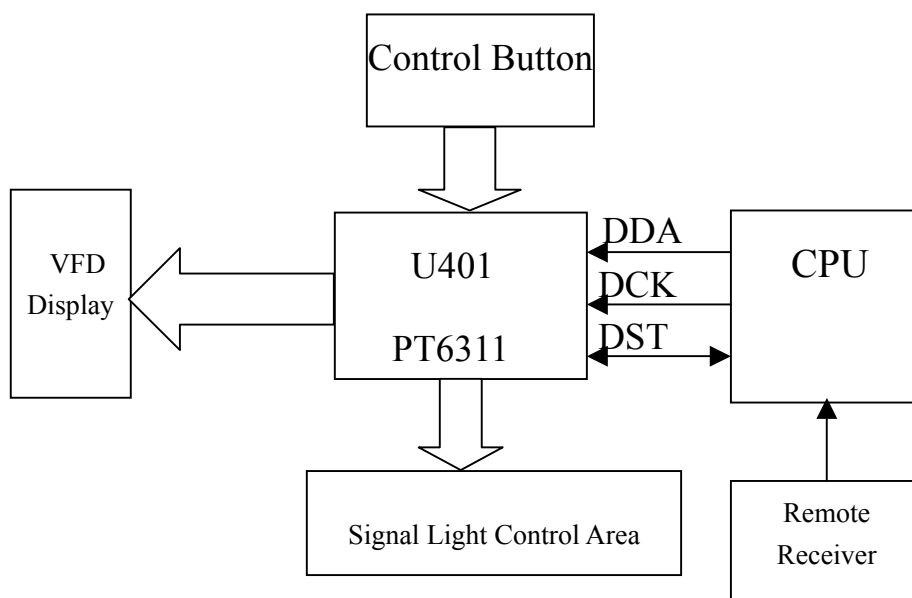 Control Button
VFD
Display
U401
PT6311
DDA
DCK
DST
CPU
Signal Light Control Area
Remote
Receiver